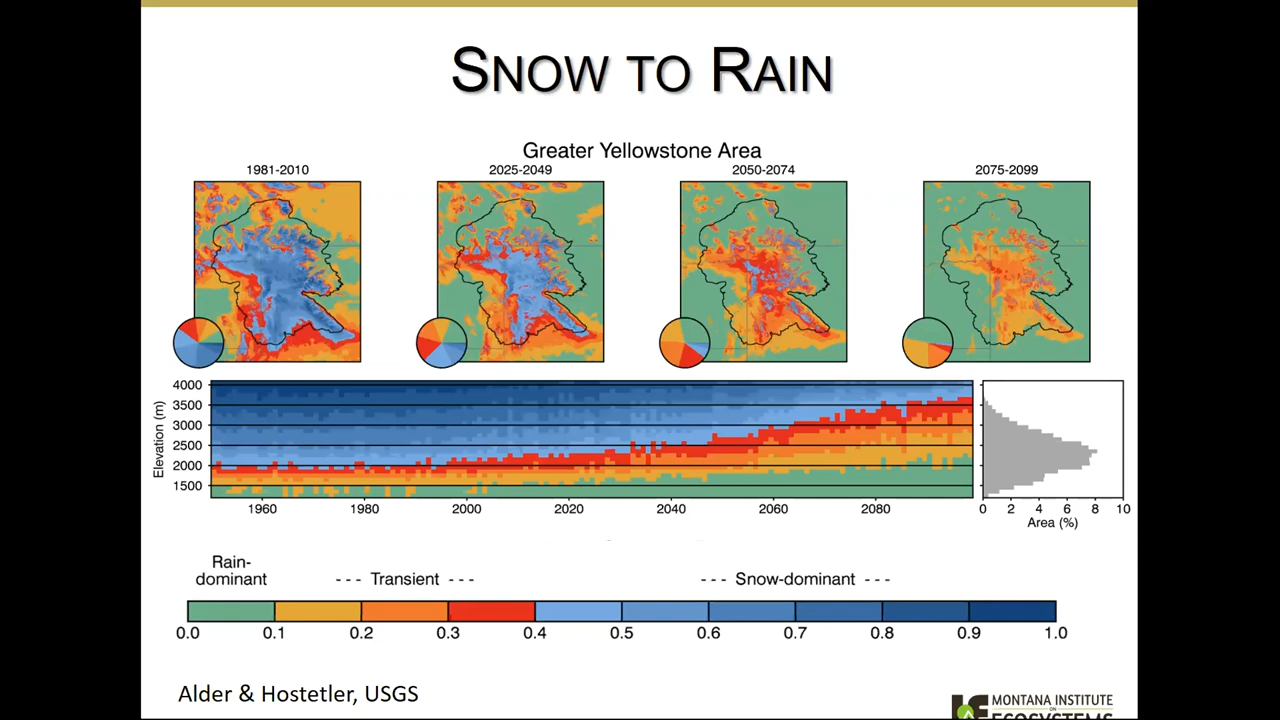 SNOW TO RAIN
Greater Yellowstone Area
1981-2010 2025-2049 2050-2074 2075-2099
Elevation (m)
4000
3500
3000
2500
2000
1500
1960 1980 2000 2020 2040 2060 2080
0 2 4 6 8 10
Area (%)
Rain-
dominant
--- Transient ---
--- Snow-dominant ---
0.0 0.1 0.2 0.3 0.4 0.5 0.6 0.7 0.8 0.9 1.0
Alder & Hostetler, USGS
MONTANA INSTITUTE
ON
ECOSYSTEMS